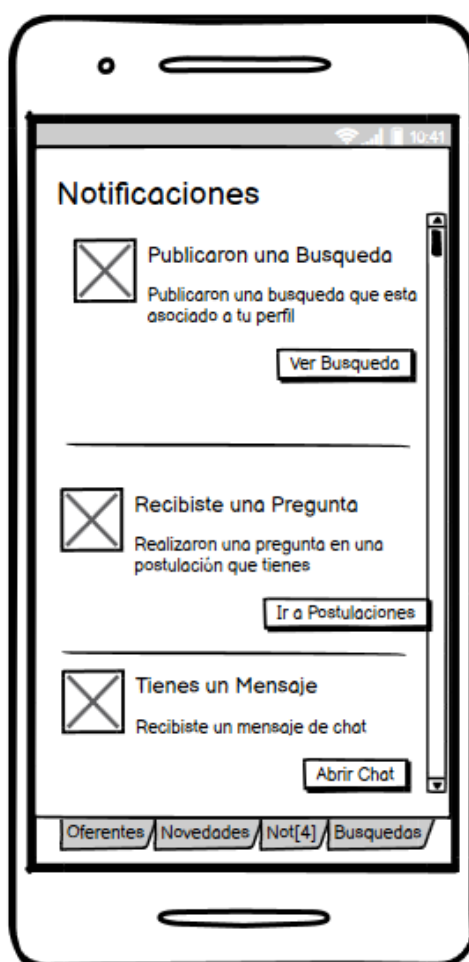 10:41
Notificaciones
Publicaron una Busqueda
Publicaron una busqueda que esta
asociado a tu perfil
Ver Busqueda
Recibiste una Pregunta
Realizaron una pregunta en una
postulación que tienes
Ir a Postulaciones
Tienes un Mensaje
Recibiste un mensaje de chat
Abrir Chat
Oferentes Novedades Not[4] Busquedas